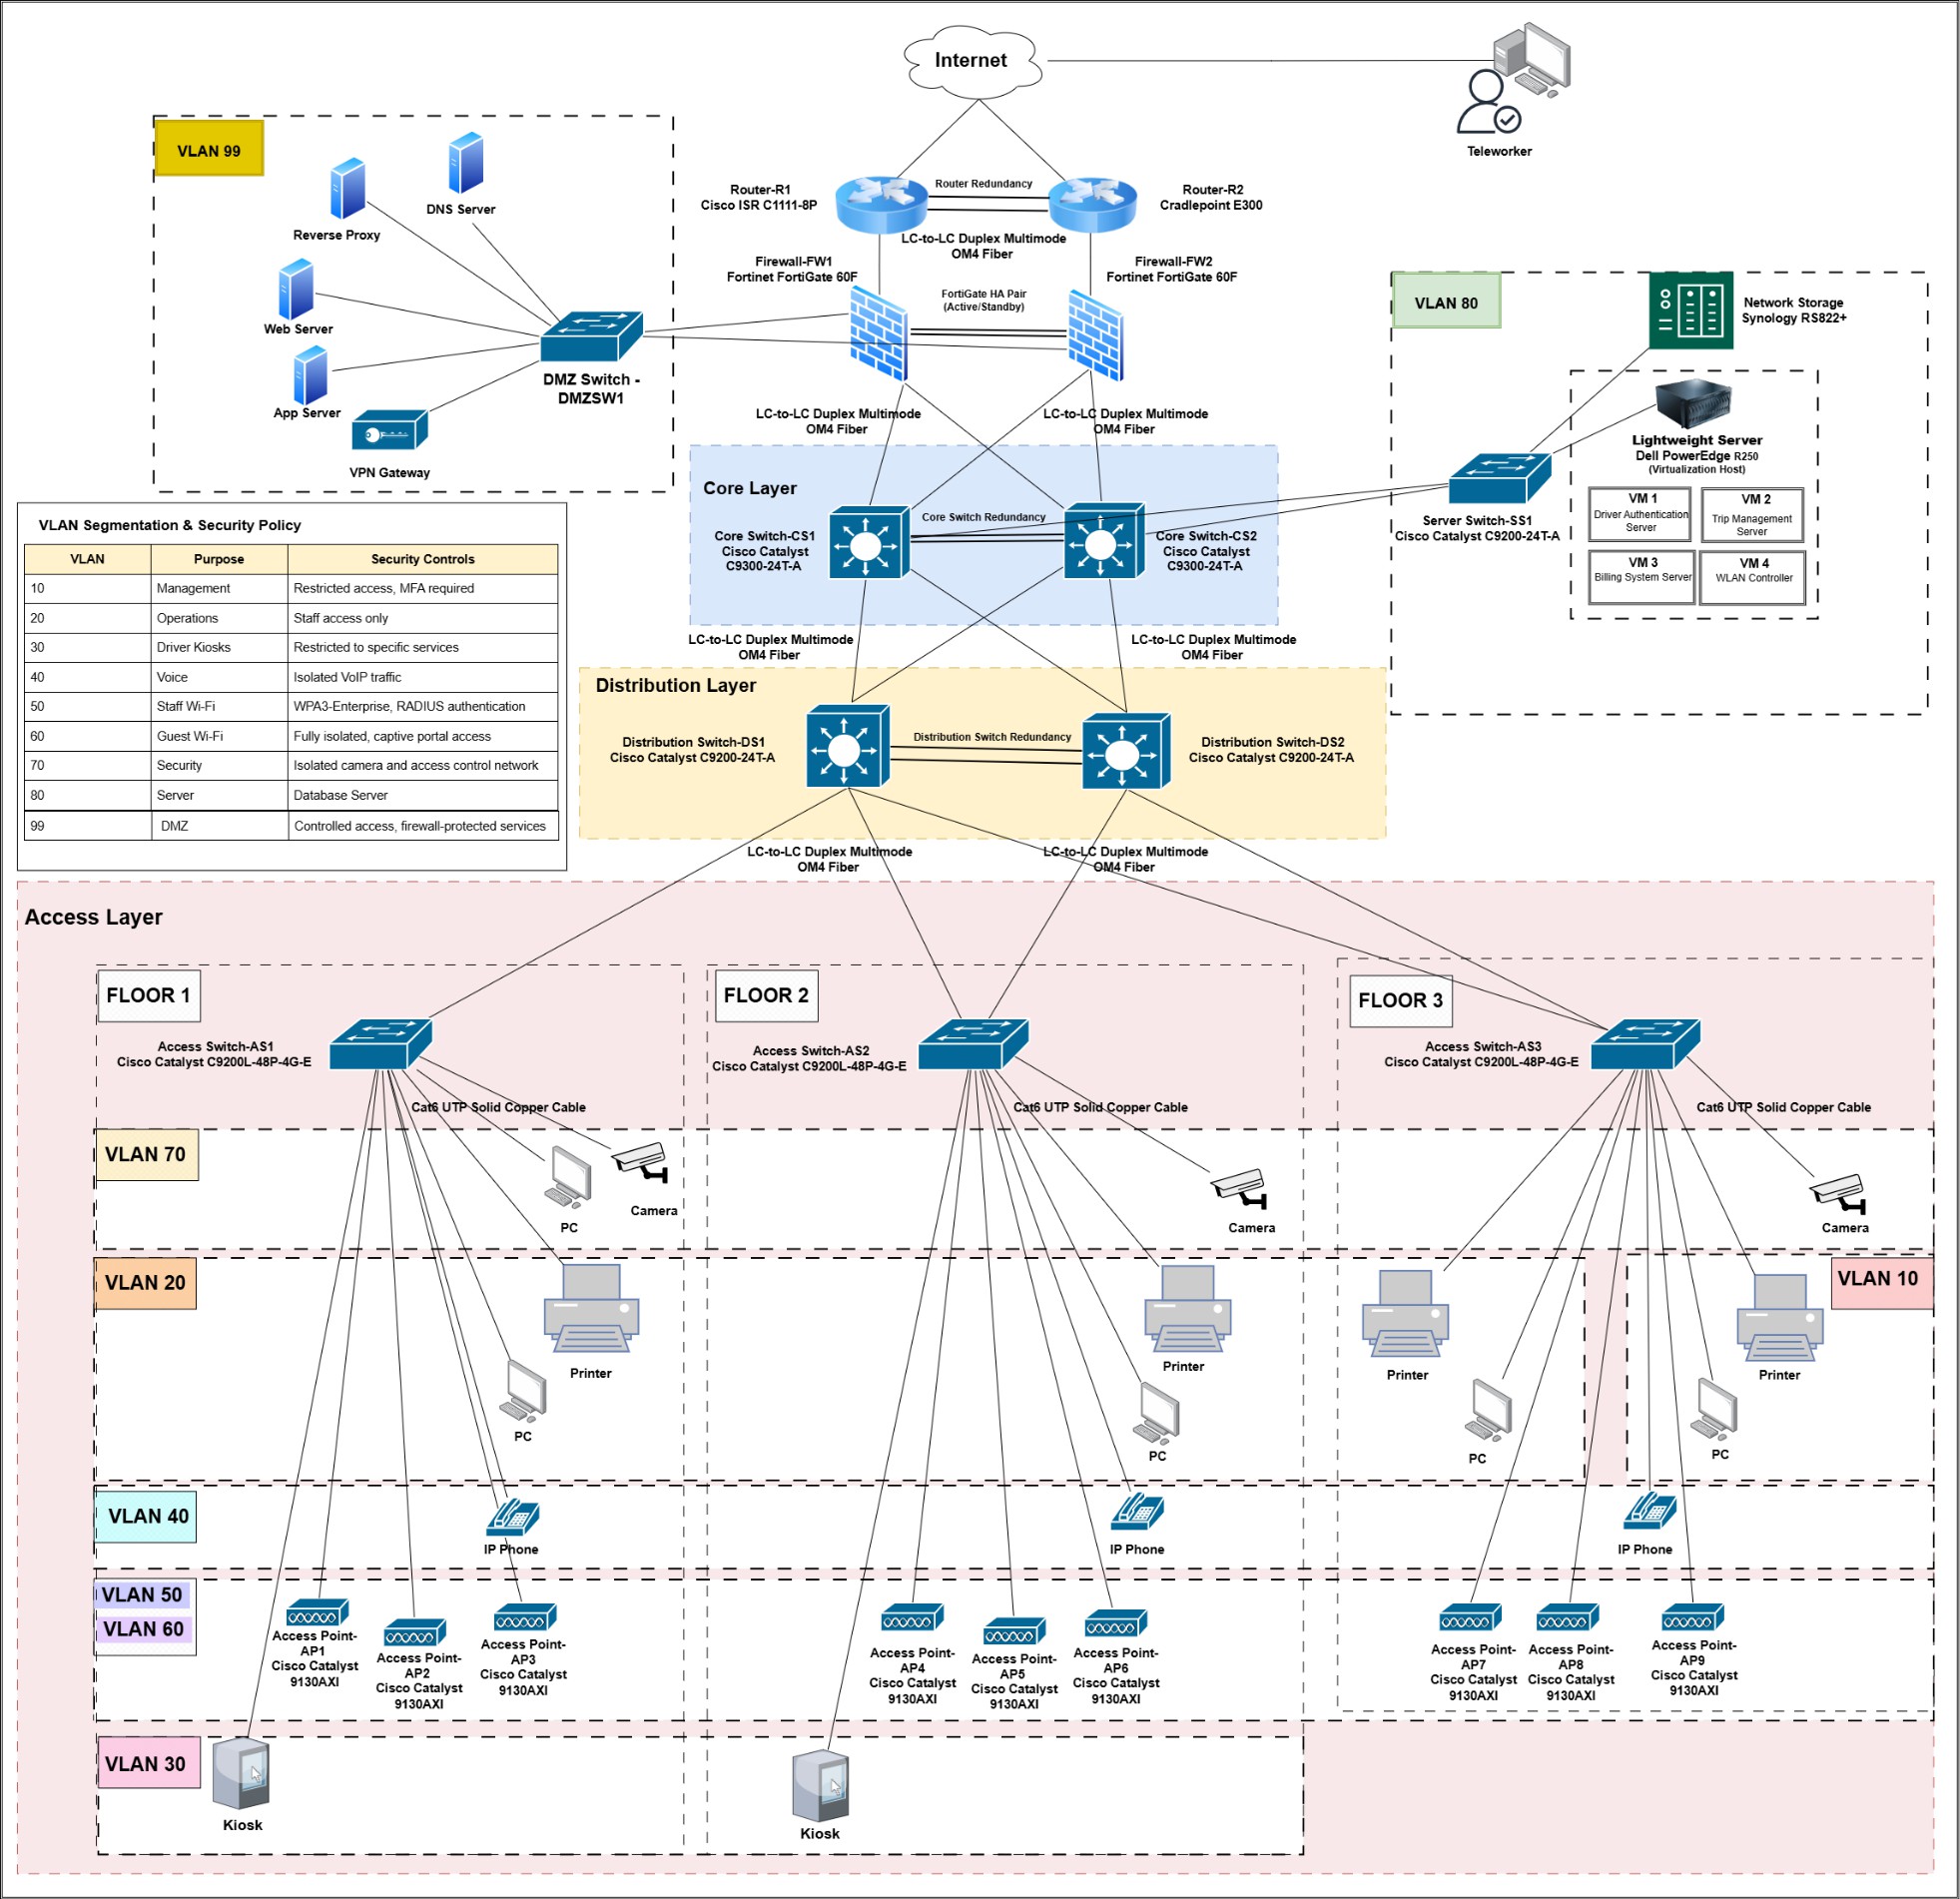 Internet
Teleworker
VLAN 99
DNS Server
Reverse Proxy
Web Server
App Server
VPN Gateway
DMZ Switch -
DMZSW1
Router-R1
Cisco ISR C1111-8P
Router Redundancy
Router-R2
Cradlepoint E300
LC-to-LC Duplex Multimode
OM4 Fiber
Firewall-FW1
Fortinet FortiGate 60F
Firewall-FW2
Fortinet FortiGate 60F
FortiGate HA Pair
(Active/Standby)
LC-to-LC Duplex Multimode
OM4 Fiber
LC-to-LC Duplex Multimode
OM4 Fiber
VLAN 80
Network Storage
Synology RS822+
Lightweight Server
Dell PowerEdge R250
(Virtualization Host)
VM 1
Driver Authentication
Server
VM 2
Trip Management
Server
VM 3
Billing System Server
VM 4
WLAN Controller
Server Switch-SS1
Cisco Catalyst C9200-24T-A
Core Layer
Core Switch Redundancy
Core Switch-CS1
Cisco Catalyst
C9300-24T-A
Core Switch-CS2
Cisco Catalyst
C9300-24T-A
LC-to-LC Duplex Multimode
OM4 Fiber
LC-to-LC Duplex Multimode
OM4 Fiber
VLAN Segmentation & Security Policy
VLAN Purpose Security Controls
10 Management Restricted access, MFA required
20 Operations Staff access only
30 Driver Kiosks Restricted to specific services
40 Voice Isolated VoIP traffic
50 Staff Wi-Fi WPA3-Enterprise, RADIUS authentication
60 Guest Wi-Fi Fully isolated, captive portal access
70 Security Isolated camera and access control network
80 Server Database Server
99 DMZ Controlled access, firewall-protected services
Distribution Layer
Distribution Switch-DS1
Cisco Catalyst C9200-24T-A
Distribution Switch Redundancy
Distribution Switch-DS2
Cisco Catalyst C9200-24T-A
LC-to-LC Duplex Multimode
OM4 Fiber
LC-to-LC Duplex Multimode
OM4 Fiber
Access Layer
FLOOR 1
FLOOR 2
FLOOR 3
Access Switch-AS1
Cisco Catalyst C9200L-48P-4G-E
Access Switch-AS2
Cisco Catalyst C9200L-48P-4G-E
Access Switch-AS3
Cisco Catalyst C9200L-48P-4G-E
Cat6 UTP Solid Copper Cable
Cat6 UTP Solid Copper Cable
Cat6 UTP Solid Copper Cable
VLAN 70
PC
Camera
Camera
Camera
VLAN 20
VLAN 10
Printer
Printer
Printer
Printer
PC
PC
PC
PC
VLAN 40
IP Phone
IP Phone
IP Phone
VLAN 50
VLAN 60
Access Point-
AP1
Cisco Catalyst
9130AXI
Access Point-
AP2
Cisco Catalyst
9130AXI
Access Point-
AP3
Cisco Catalyst
9130AXI
Access Point-
AP4
Cisco Catalyst
9130AXI
Access Point-
AP5
Cisco Catalyst
9130AXI
Access Point-
AP6
Cisco Catalyst
9130AXI
Access Point-
AP7
Cisco Catalyst
9130AXI
Access Point-
AP8
Cisco Catalyst
9130AXI
Access Point-
AP9
Cisco Catalyst
9130AXI
VLAN 30
Kiosk
Kiosk